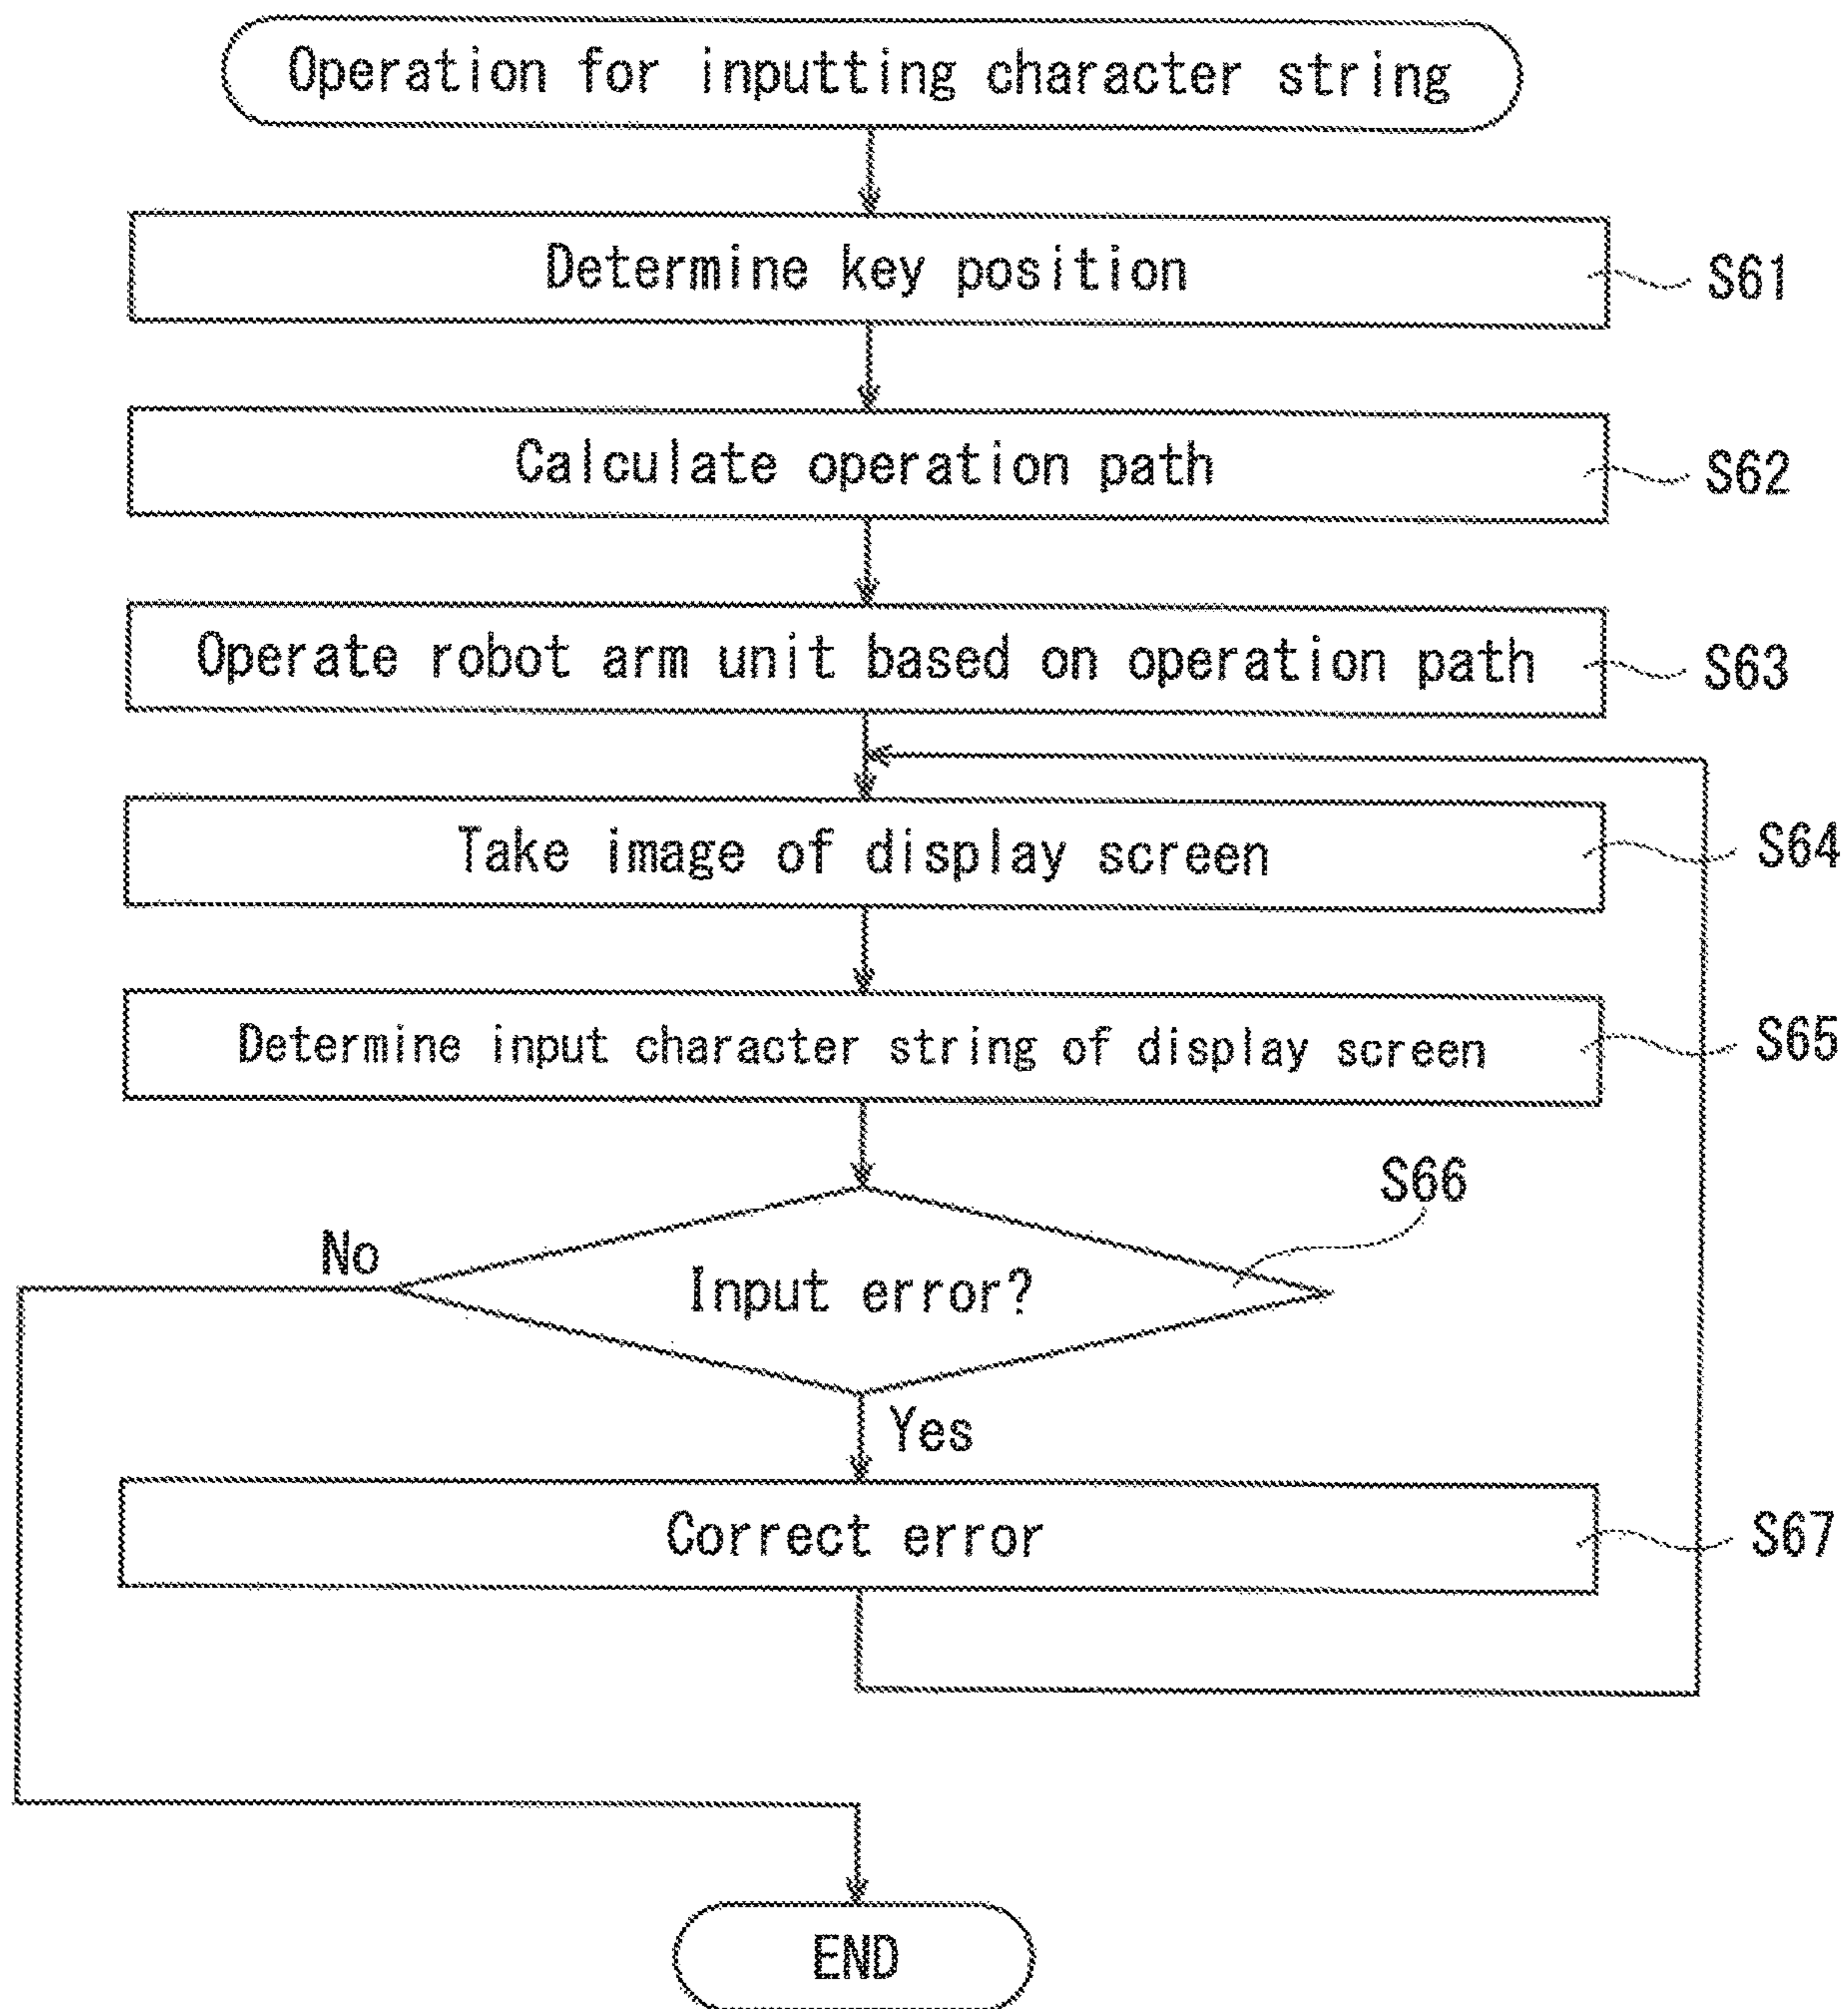 Operation for inputting character string
Determine key position
S61
Calculate operation path
S62
Operate robot arm unit based on operation path
S63
Take image of display screen
S64
Determine input character string of display screen
S65
S66
No
Input error?
Yes
Correct error
S67
END